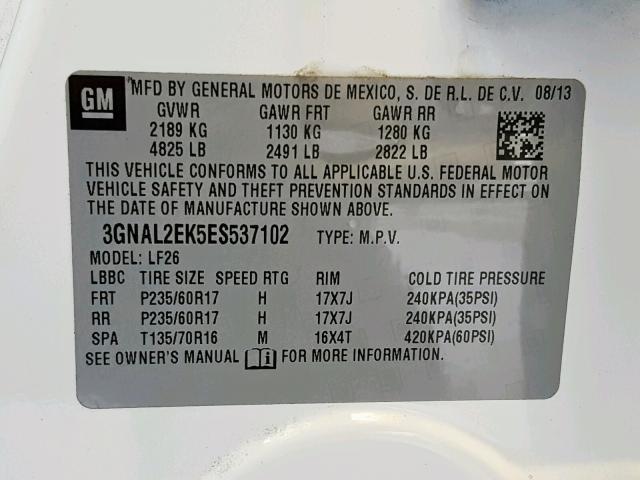 GM
MFD BY GENERAL MOTORS DE MEXICO, S. DE R.L. DE C.V. 08/13
GVWR GAWR FRT GAWR RR
2189 KG 1130 KG 1280 KG
4825 LB 2491 LB 2822 LB
THIS VEHICLE CONFORMS TO ALL APPLICABLE U.S. FEDERAL MOTOR
VEHICLE SAFETY AND THEFT PREVENTION STANDARDS IN EFFECT ON
THE DATE OF MANUFACTURE SHOWN ABOVE.
3GNAL2EK5ES537102 TYPE: M.P.V.
MODEL: LF26
LBBC TIRE SIZE SPEED RTG RIM COLD TIRE PRESSURE
FRT P235/60R17 H 17X7J 240KPA(35PSI)
RR P235/60R17 H 17X7J 240KPA(35PSI)
SPA T135/70R16 M 16X4T 420KPA(60PSI)
SEE OWNER'S MANUAL FOR MORE INFORMATION.